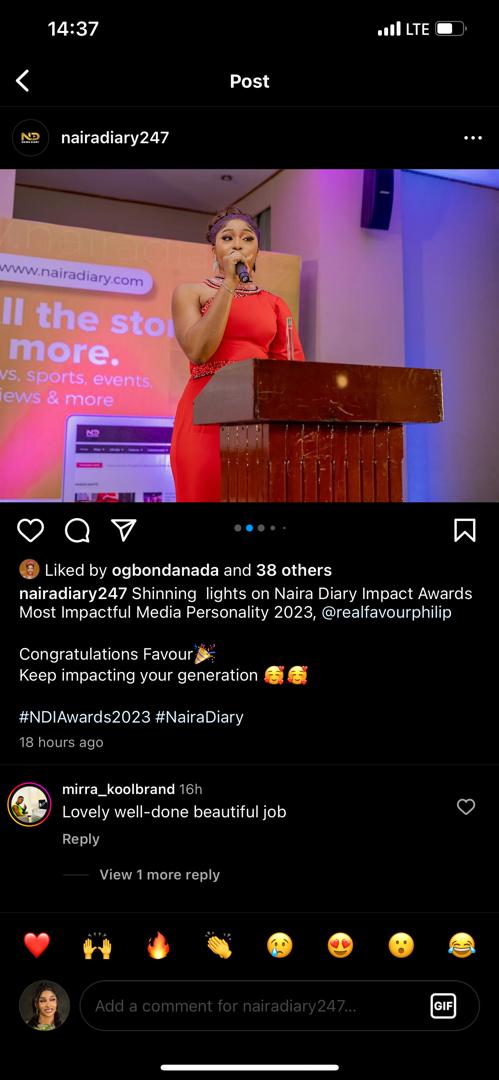 14:37
LTE
Post
ND
nairadiary247
www.nairadiary.com
ll the sto
more.
ws, sports, events,
iews & more
ND
Liked by ogbondanada and 38 others
nairadiary247 Shinning lights on Naira Diary Impact Awards
Most Impactful Media Personality 2023, @realfavourphilip
Congratulations Favour🎉
Keep impacting your generation 🥰🥰
#NDIAwards2023 #NairaDiary
18 hours ago
mirra_koolbrand 16h
Lovely well-done beautiful job
Reply
View 1 more reply
❤️ 🙌 🔥 👏 😢 😍 😮 😂
Add a comment for nairadiary247...
GIF